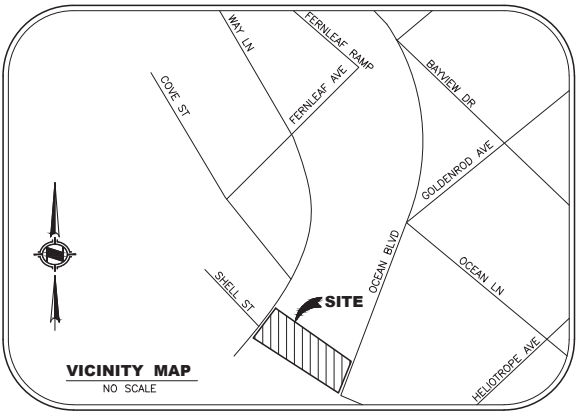 WAY LN
FERNLEAF RAMP
COVE ST
FERNLEAF AVE
BAYVIEW DR
GOLDENROD AVE
OCEAN BLVD
OCEAN LN
SHELL ST
SITE
HELIOTROPE AVE
VICINITY MAP
NO SCALE